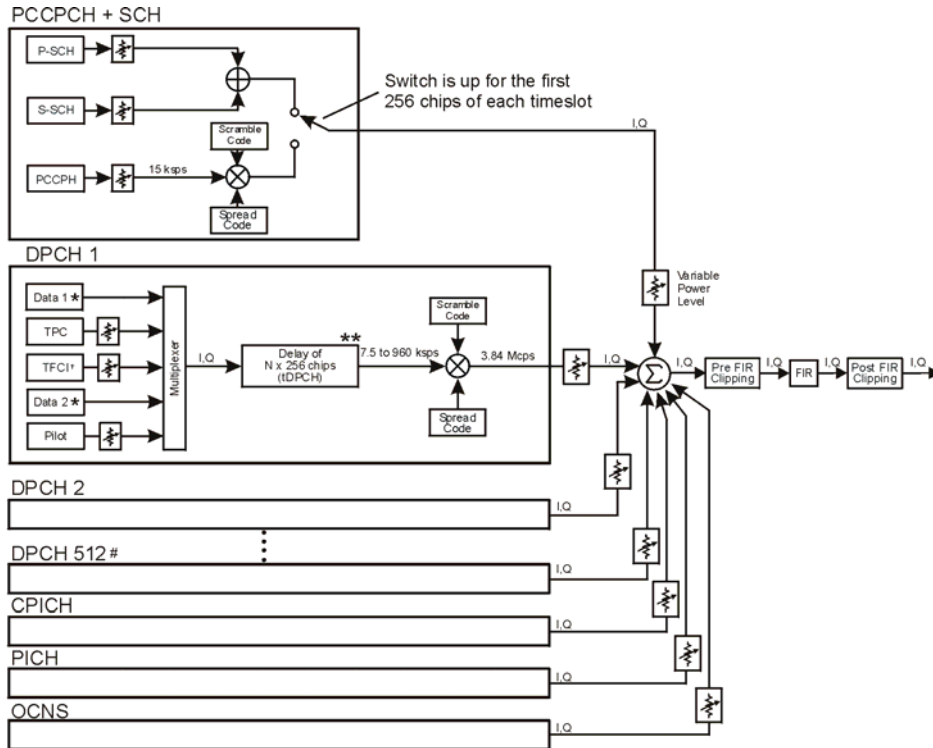 PCCPCH + SCH
P-SCH
S-SCH
Switch is up for the first
256 chips of each timeslot
I,Q
Scramble
Code
PCCPH
15 ksps
Spread
Code
DPCH 1
Data 1*
TPC
TFCI†
Data 2*
Pilot
Multiplexer
I,Q
Delay of
N x 256 chips
(tDPCH)
**
7.5 to 960 ksps
Scramble
Code
Spread
Code
3.84 Mcps
I,Q
Variable
Power
Level
Σ
I,Q
Pre FIR
Clipping
I,Q
FIR
I,Q
Post FIR
Clipping
I,Q
DPCH 2
I,Q
DPCH 512 #
I,Q
CPICH
I,Q
PICH
I,Q
OCNS
I,Q